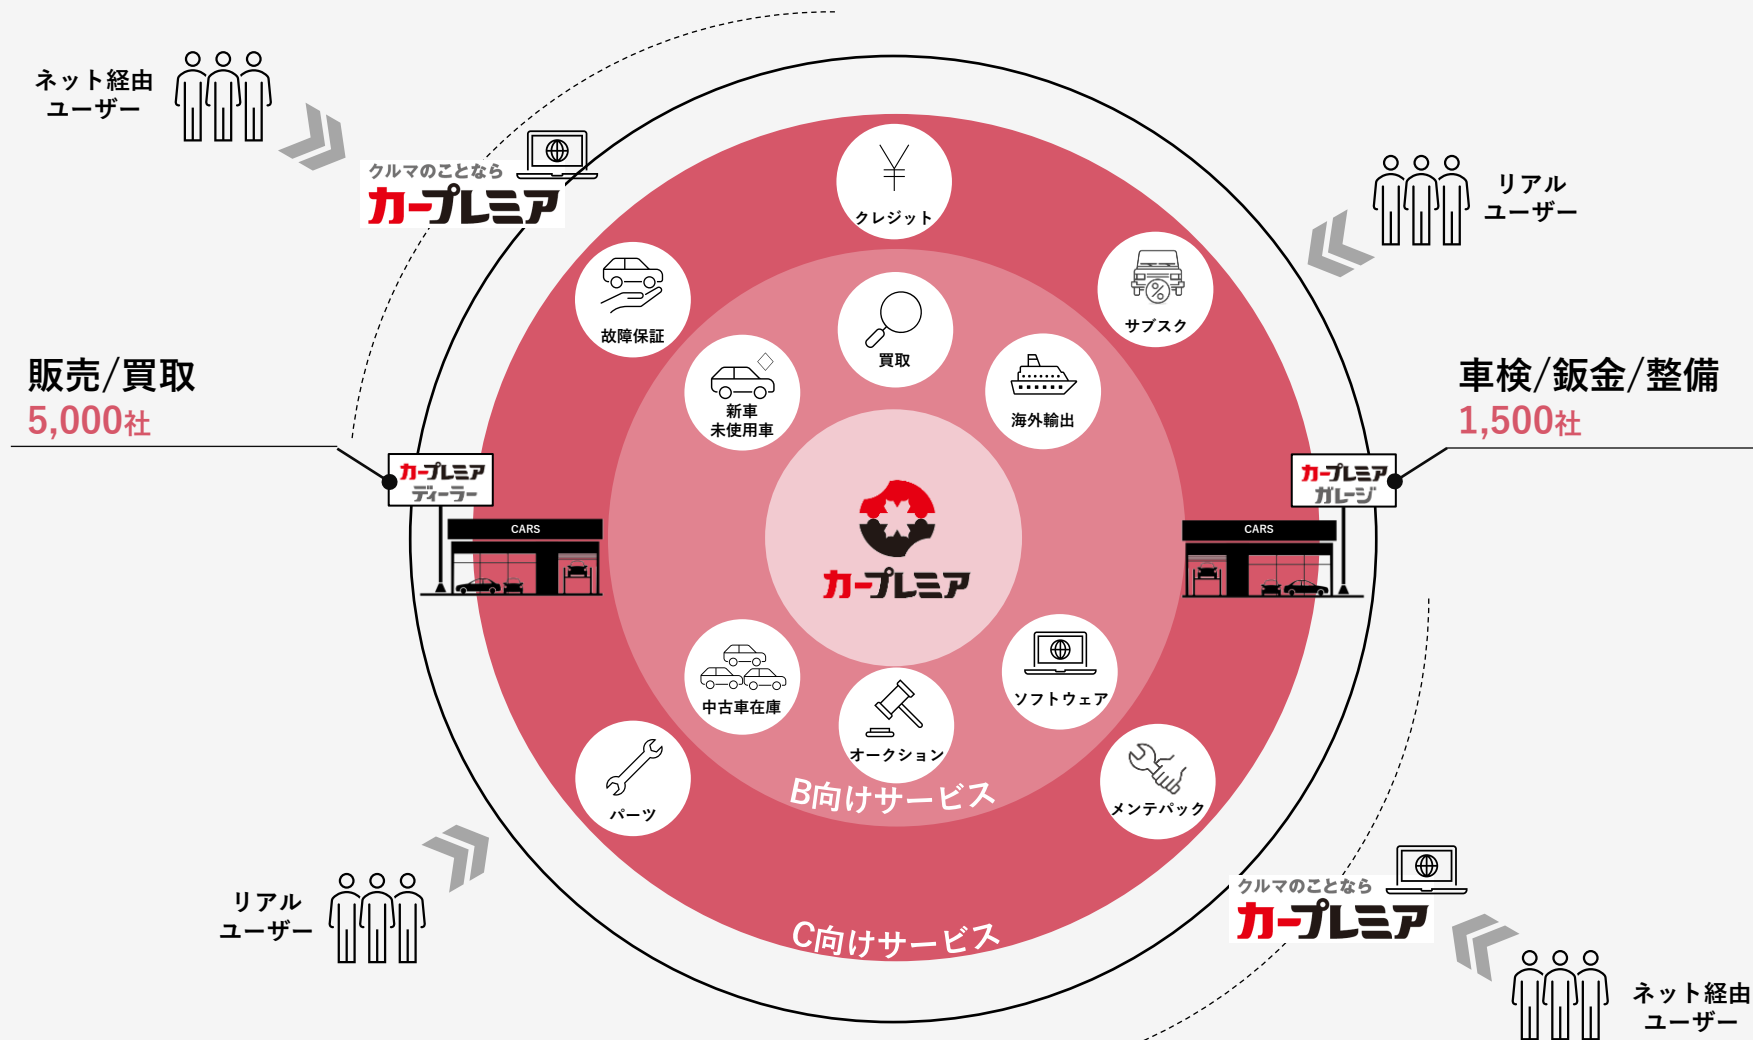 ネット経由
ユーザー
クルマのことなら
カープレミア
リアル
ユーザー
販売/買取
5,000社
車検/鈑金/整備
1,500社
カープレミア
ディーラー
CARS
カープレミア
ガレージ
CARS
¥
クレジット
故障保証
サブスク
買取
新車
未使用車
海外輸出
カープレミア
中古車在庫
ソフトウェア
オークション
B向けサービス
パーツ
メンテパック
C向けサービス
リアル
ユーザー
クルマのことなら
カープレミア
ネット経由
ユーザー